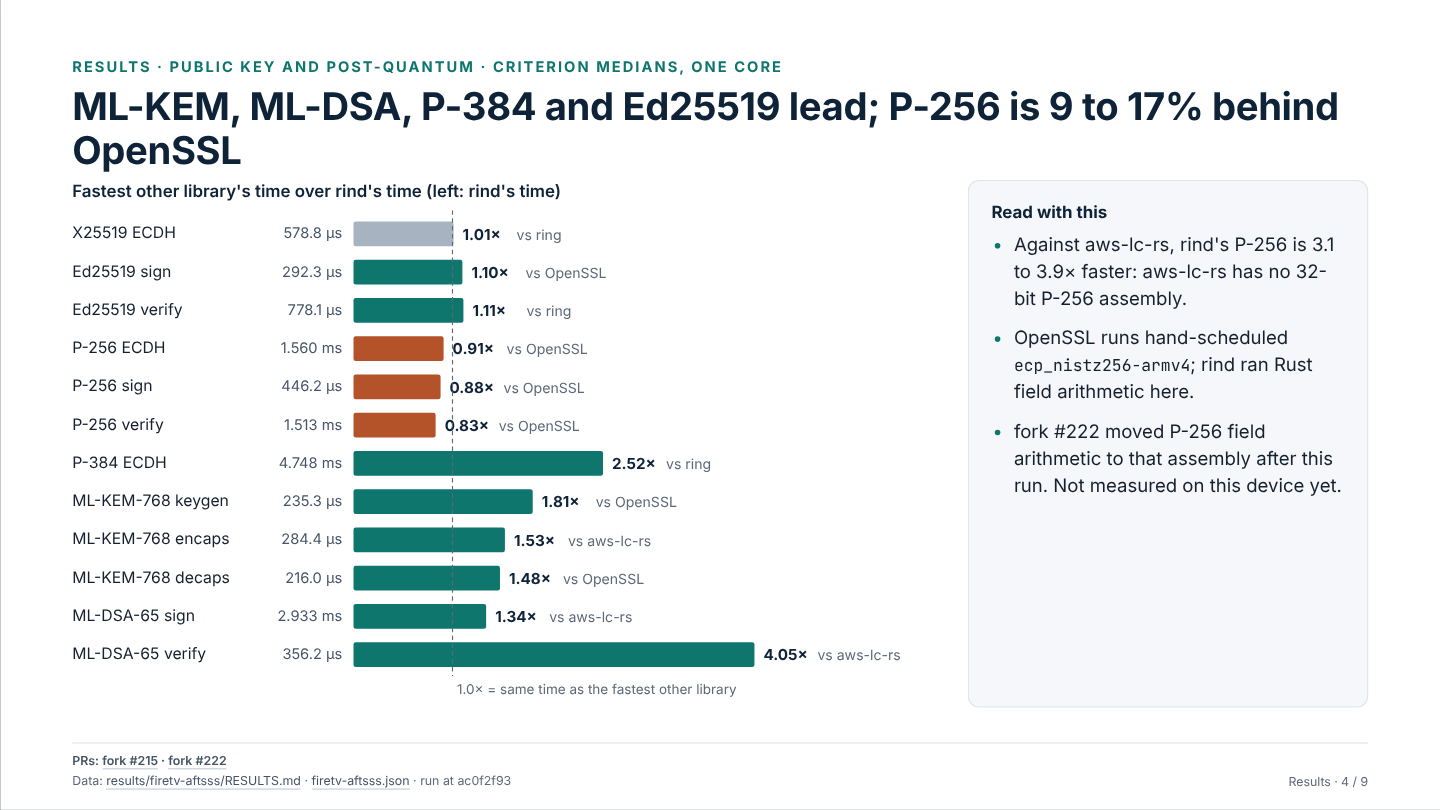 RESULTS · PUBLIC KEY AND POST-QUANTUM · CRITERION MEDIANS, ONE CORE
ML-KEM, ML-DSA, P-384 and Ed25519 lead; P-256 is 9 to 17% behind
OpenSSL
Fastest other library's time over rind's time (left: rind's time)
X25519 ECDH 578.8 µs 1.01× vs ring
Ed25519 sign 292.3 µs 1.10× vs OpenSSL
Ed25519 verify 778.1 µs 1.11× vs ring
P-256 ECDH 1.560 ms 0.91× vs OpenSSL
P-256 sign 446.2 µs 0.88× vs OpenSSL
P-256 verify 1.513 ms 0.83× vs OpenSSL
P-384 ECDH 4.748 ms 2.52× vs ring
ML-KEM-768 keygen 235.3 µs 1.81× vs OpenSSL
ML-KEM-768 encaps 284.4 µs 1.53× vs aws-lc-rs
ML-KEM-768 decaps 216.0 µs 1.48× vs OpenSSL
ML-DSA-65 sign 2.933 ms 1.34× vs aws-lc-rs
ML-DSA-65 verify 356.2 µs 4.05× vs aws-lc-rs
1.0× = same time as the fastest other library
Read with this
• Against aws-lc-rs, rind's P-256 is 3.1
to 3.9× faster: aws-lc-rs has no 32-
bit P-256 assembly.
• OpenSSL runs hand-scheduled
ecp_nistz256-armv4; rind ran Rust
field arithmetic here.
• fork #222 moved P-256 field
arithmetic to that assembly after this
run. Not measured on this device yet.
PRs: fork #215 · fork #222
Data: results/firetv-aftsss/RESULTS.md · firetv-aftsss.json · run at ac0f2f93
Results · 4 / 9